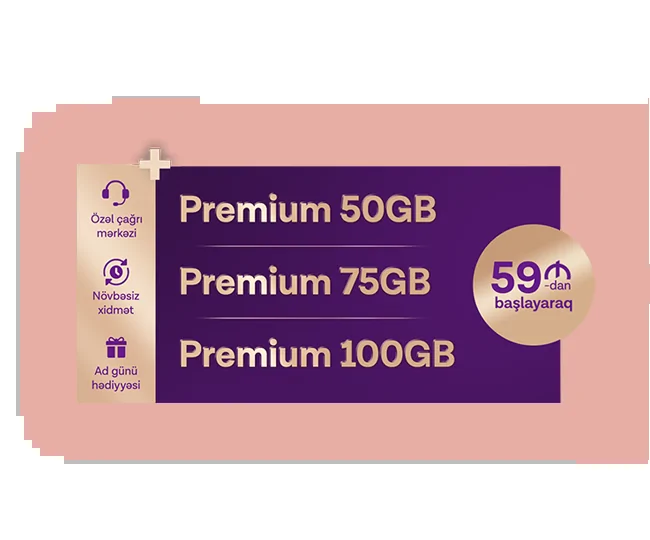 Özəl çağrı
mərkəzi
Növbəsiz
xidmət
Ad günü
hədiyyəsi
Premium 50GB
Premium 75GB
Premium 100GB
59₼-dan
başlayaraq